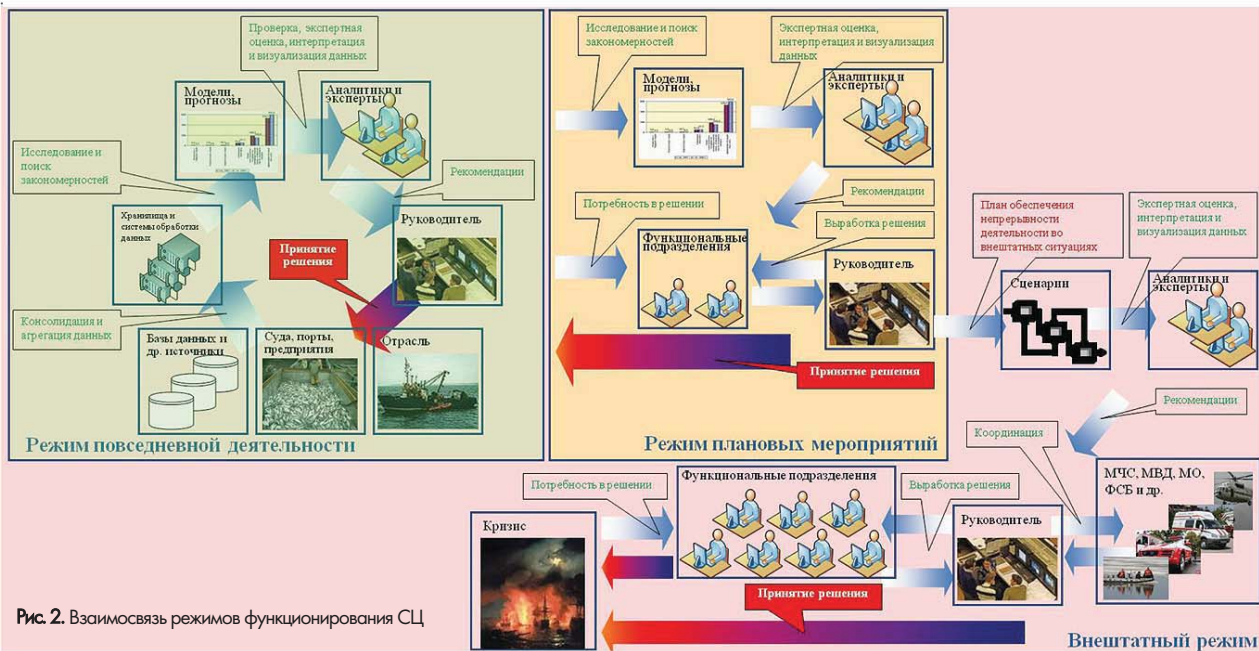 Проверка, экспертная
оценка, интерпретация
и визуализация данных
Модели,
прогнозы
Аналитики и
эксперты
Исследование и
поиск
закономерностей
Рекомендации
Хранилища и
системы обработки
данных
Руководитель
Принятие
решения
Консолидация и
агрегация данных
Базы данных и
др. источники
Суда, порты,
предприятия
Отрасль
Режим повседневной деятельности
Исследование и поиск
закономерностей
Экспертная оценка,
интерпретация и визуализация
данных
Модели,
прогнозы
Аналитики и
эксперты
Рекомендации
Потребность в решении
Выработка решения
Функциональные
подразделения
Руководитель
Принятие решения
Режим плановых мероприятий
План обеспечения
непрерывности
деятельности во
внештатных ситуациях
Экспертная оценка,
интерпретация и
визуализация данных
Сценарии
Аналитики и
эксперты
Рекомендации
Координация
МЧС, МВД, МО,
ФСБ и др.
Потребность в решении
Функциональные подразделения
Выработка решения
Кризис
Руководитель
Принятие решения
Внештатный режим
Рис. 2. Взаимосвязь режимов функционирования СЦ